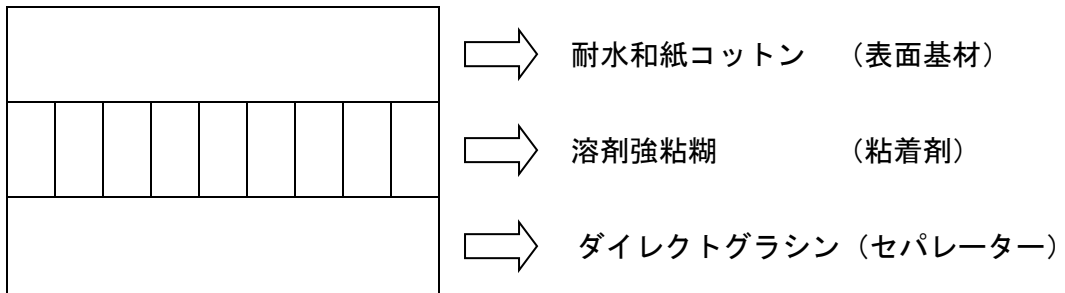 耐水和紙コットン （表面基材）
溶剤強粘糊 （粘着剤）
ダイレクトグラシン（セパレーター）